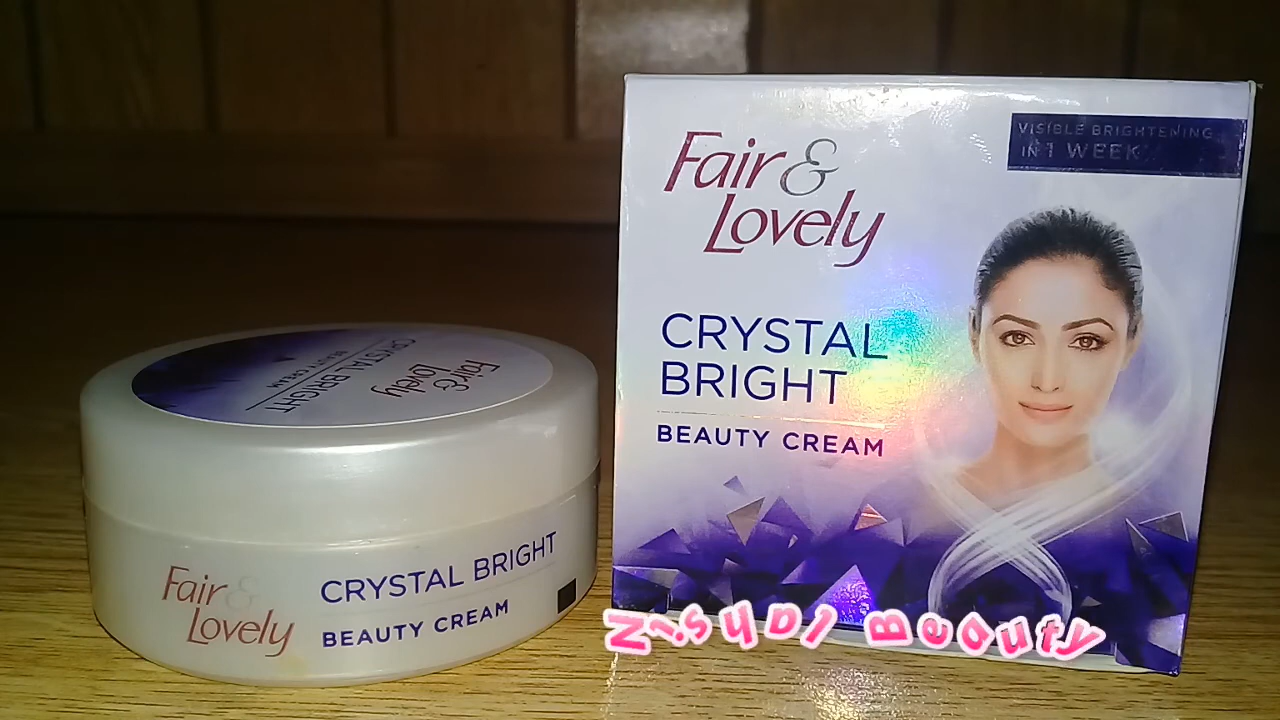 Fair &
Lovely
CRYSTAL BRIGHT
BEAUTY CREAM
Fair &
Lovely
CRYSTAL BRIGHT
BEAUTY CREAM
VISIBLE BRIGHTENING
IN 1 WEEK
Fair &
Lovely
CRYSTAL
BRIGHT
BEAUTY CREAM
Nishal Beauty